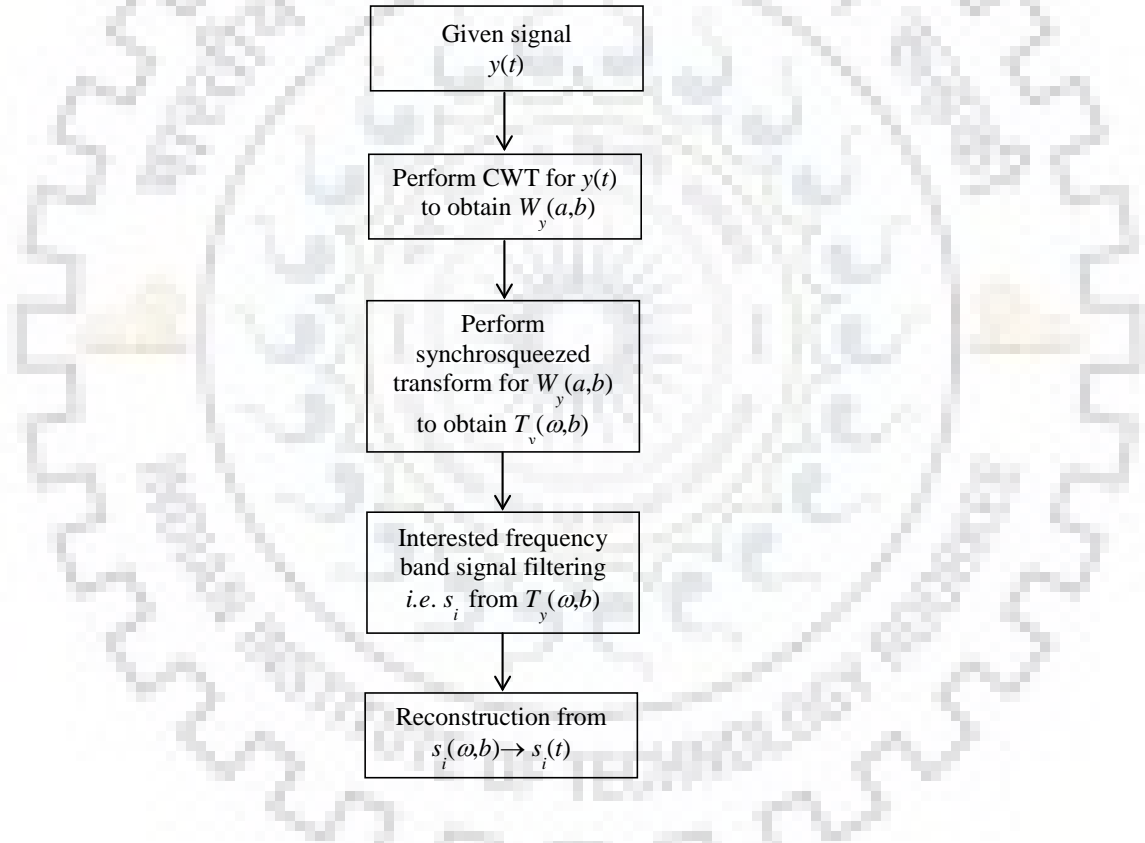 Given signal
y(t)
Perform CWT for y(t)
to obtain W_y(a,b)
Perform
synchrosqueezed
transform for W_y(a,b)
to obtain T_y(ω,b)
Interested frequency
band signal filtering
i.e. s_i from T_y(ω,b)
Reconstruction from
s_i(ω,b)→ s_i(t)